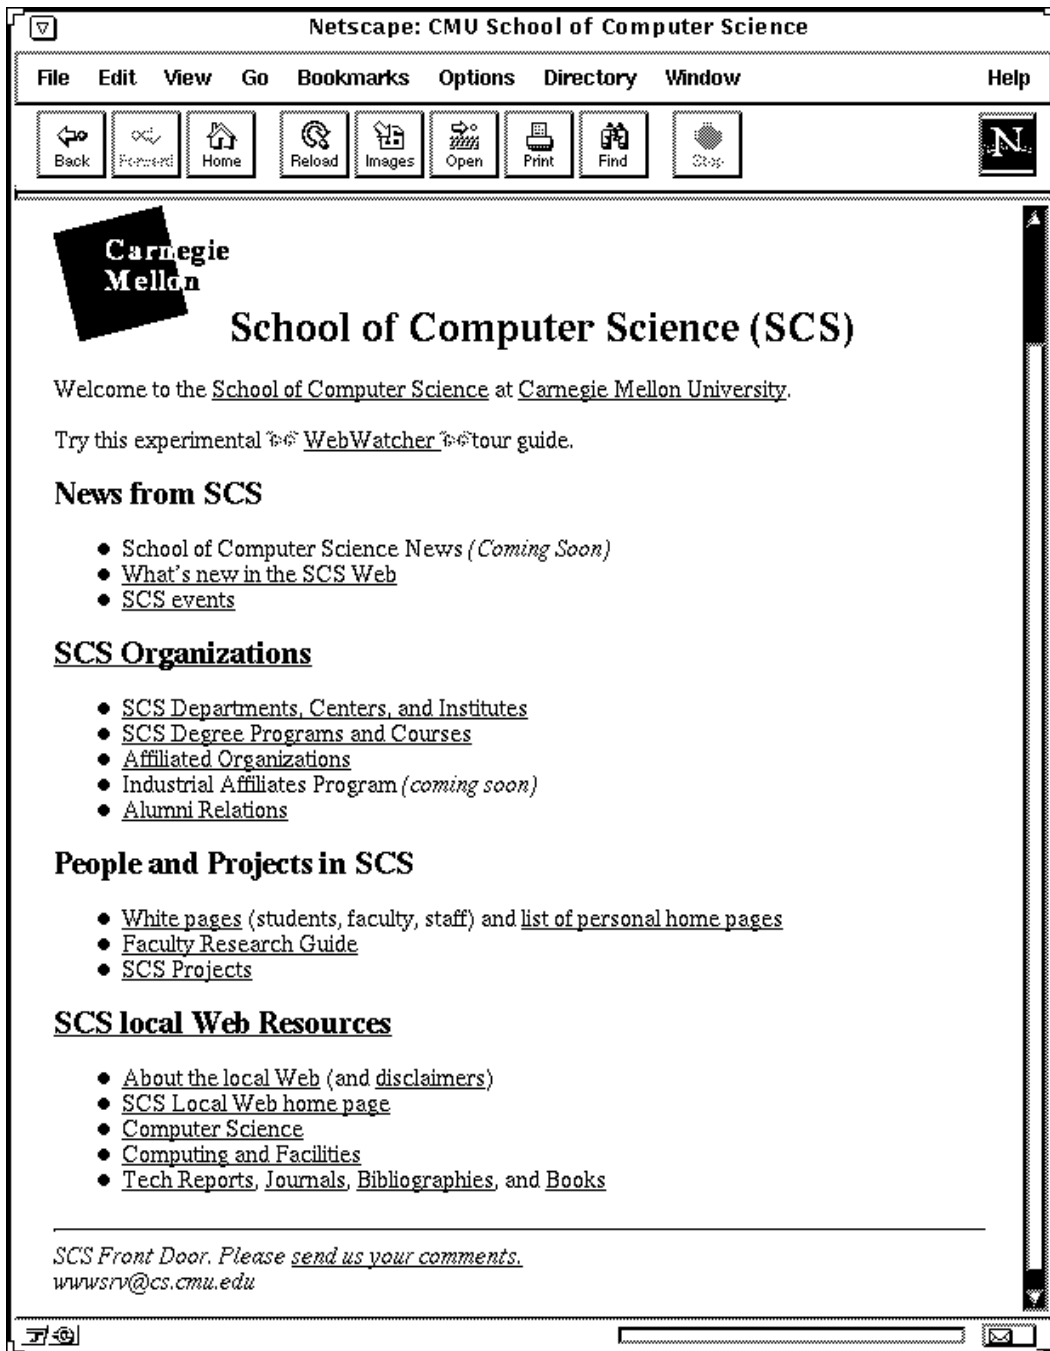 Netscape: CMU School of Computer Science
File Edit View Go Bookmarks Options Directory Window Help
Back Forward Home Reload Images Open Print Find Stop
N
Carnegie
Mellon
School of Computer Science (SCS)
Welcome to the School of Computer Science at Carnegie Mellon University.
Try this experimental WebWatcher tour guide.
News from SCS
School of Computer Science News (Coming Soon)
What's new in the SCS Web
SCS events
SCS Organizations
SCS Departments, Centers, and Institutes
SCS Degree Programs and Courses
Affiliated Organizations
Industrial Affiliates Program (coming soon)
Alumni Relations
People and Projects in SCS
White pages (students, faculty, staff) and list of personal home pages
Faculty Research Guide
SCS Projects
SCS local Web Resources
About the local Web (and disclaimers)
SCS Local Web home page
Computer Science
Computing and Facilities
Tech Reports, Journals, Bibliographies, and Books
SCS Front Door. Please send us your comments.
wwwsrv@cs.cmu.edu